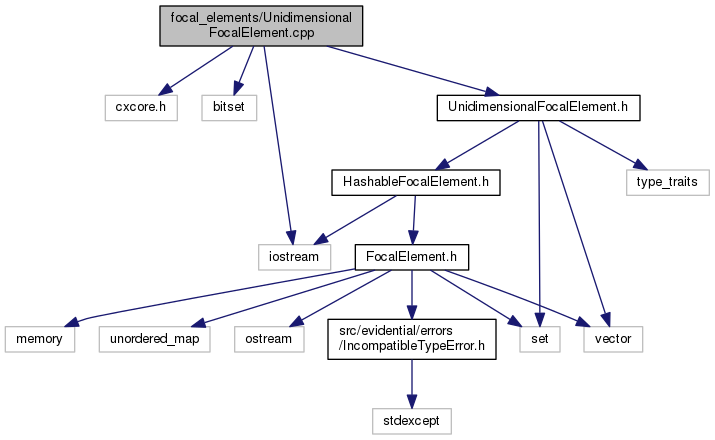 focal_elements/Unidimensional
FocalElement.cpp
cxcore.h
bitset
UnidimensionalFocalElement.h
HashableFocalElement.h
type_traits
iostream
FocalElement.h
memory
unordered_map
ostream
src/evidential/errors
/IncompatibleTypeError.h
set
vector
stdexcept